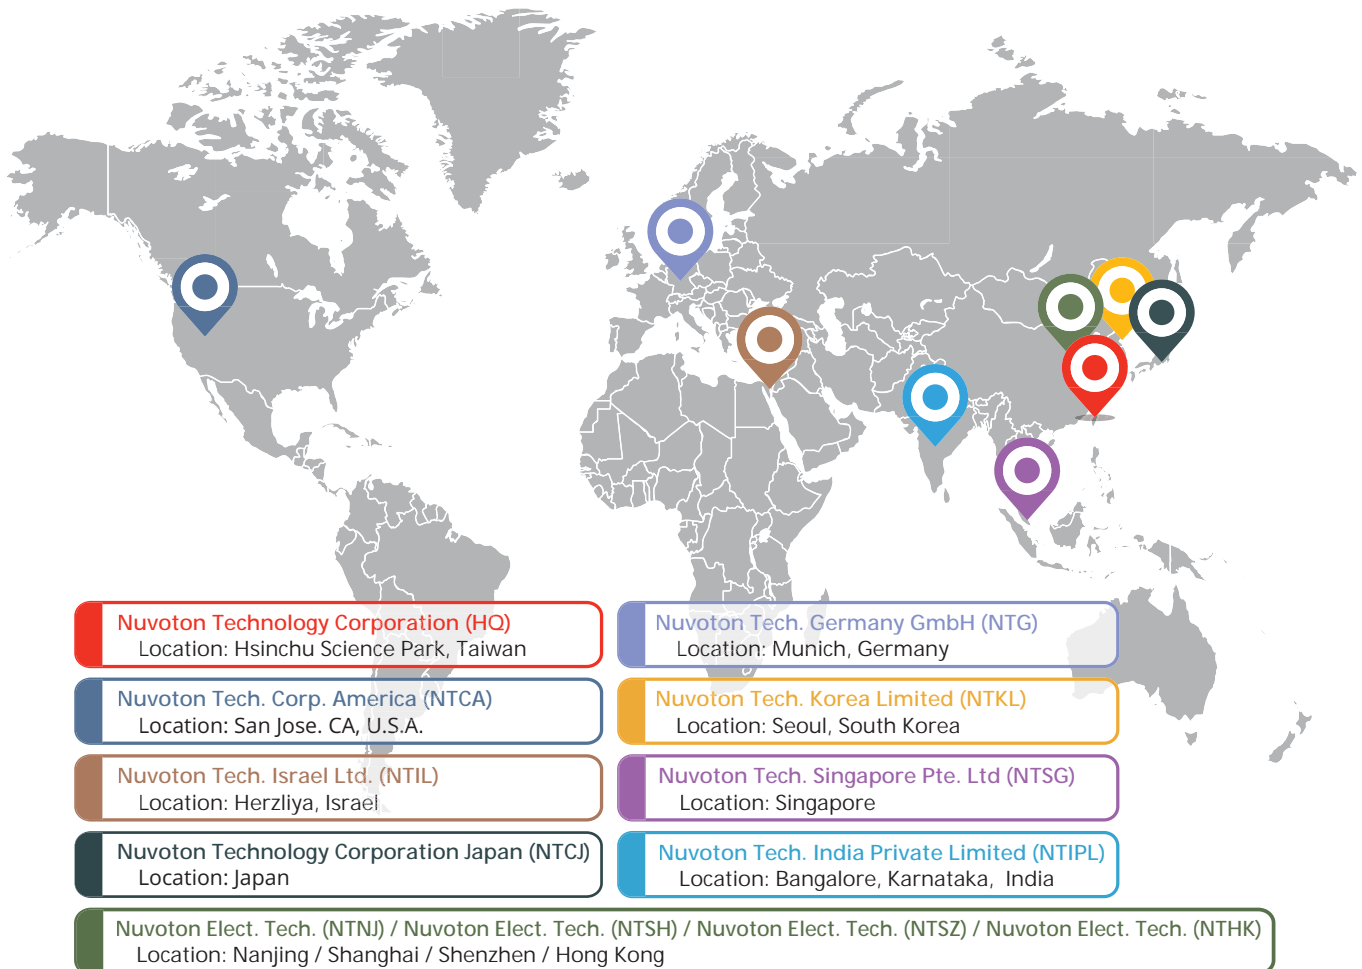 Nuvoton Technology Corporation (HQ)
Location: Hsinchu Science Park, Taiwan
Nuvoton Tech. Germany GmbH (NTG)
Location: Munich, Germany
Nuvoton Tech. Corp. America (NTCA)
Location: San Jose. CA, U.S.A.
Nuvoton Tech. Korea Limited (NTKL)
Location: Seoul, South Korea
Nuvoton Tech. Israel Ltd. (NTIL)
Location: Herzliya, Israel
Nuvoton Tech. Singapore Pte. Ltd (NTSG)
Location: Singapore
Nuvoton Technology Corporation Japan (NTCJ)
Location: Japan
Nuvoton Tech. India Private Limited (NTIPL)
Location: Bangalore, Karnataka, India
Nuvoton Elect. Tech. (NTNJ) / Nuvoton Elect. Tech. (NTSH) / Nuvoton Elect. Tech. (NTSZ) / Nuvoton Elect. Tech. (NTHK)
Location: Nanjing / Shanghai / Shenzhen / Hong Kong